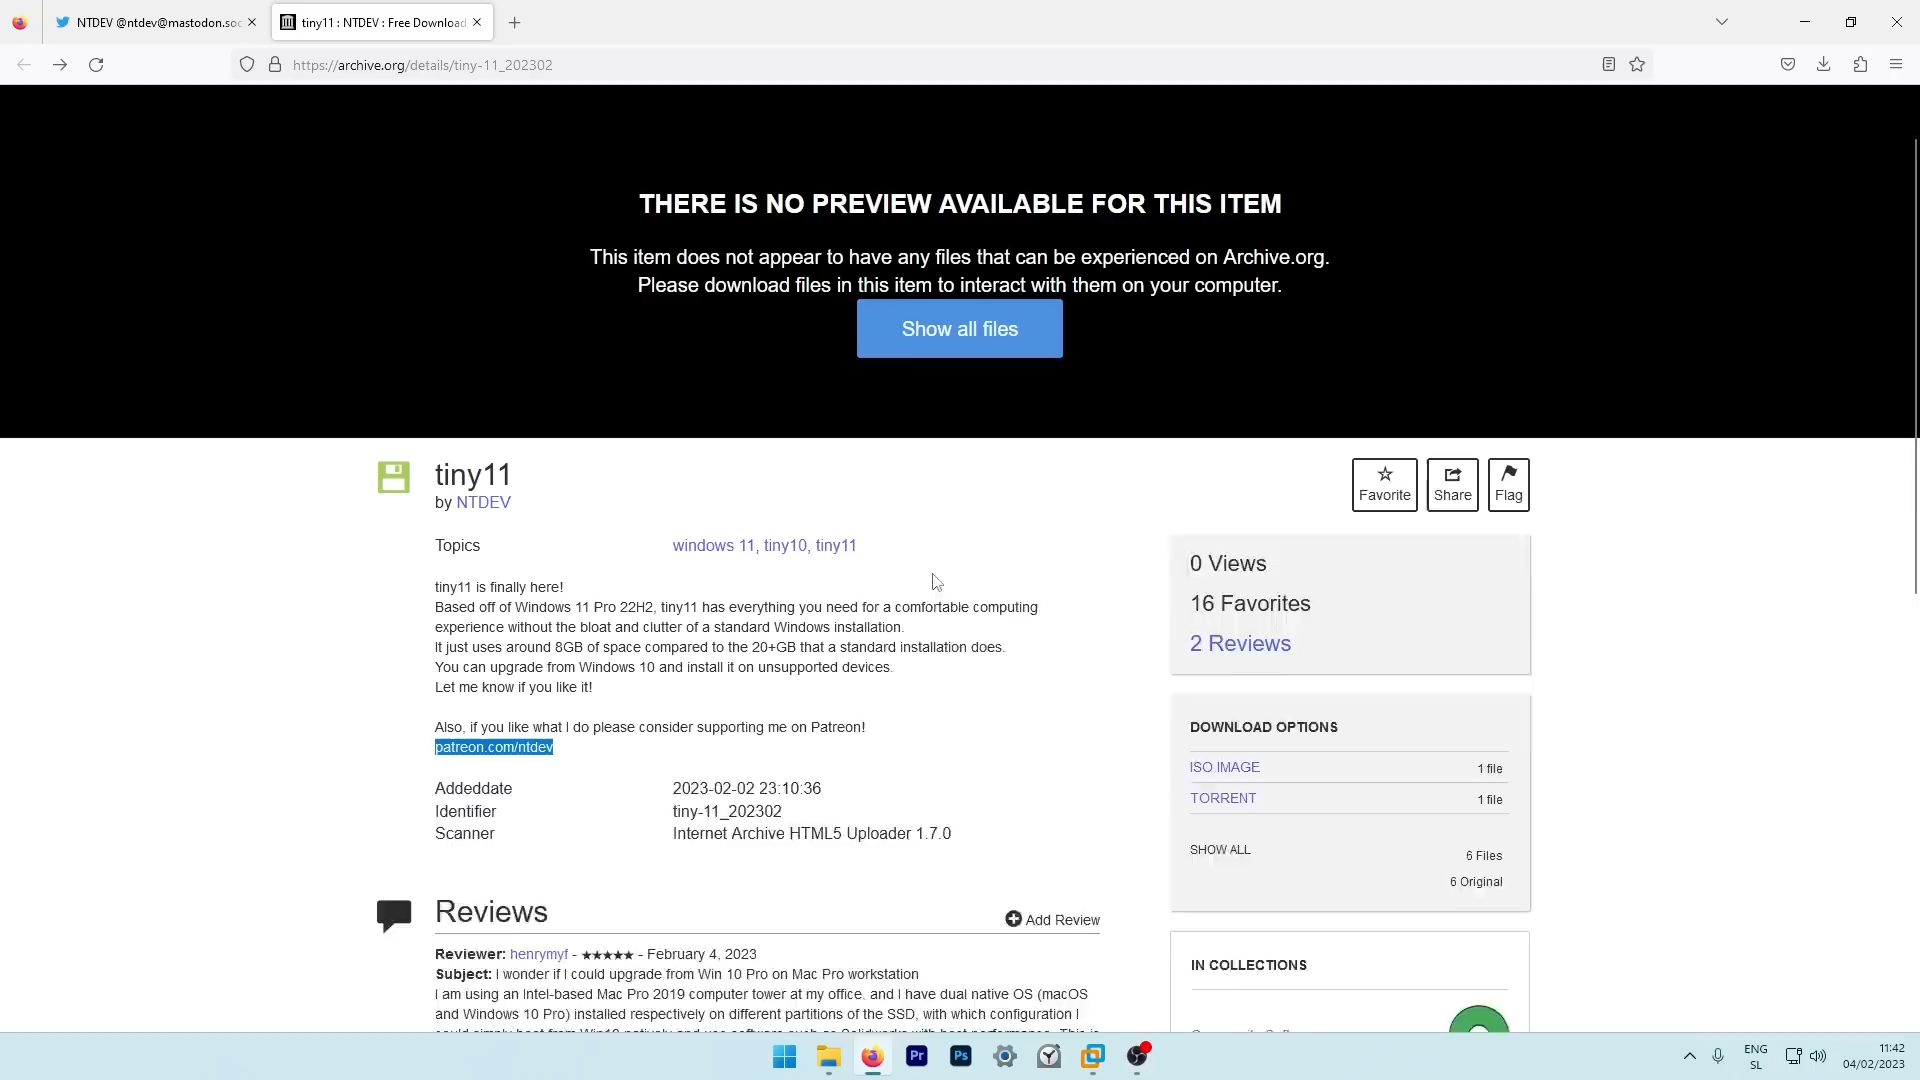 NTDEV @ntdev@mastodon.soc
tiny11 : NTDEV : Free Download
https://archive.org/details/tiny-11_202302
THERE IS NO PREVIEW AVAILABLE FOR THIS ITEM
This item does not appear to have any files that can be experienced on Archive.org.
Please download files in this item to interact with them on your computer.
Show all files
tiny11
by NTDEV
Favorite
Share
Flag
Topics windows 11, tiny10, tiny11
tiny11 is finally here!
Based off of Windows 11 Pro 22H2, tiny11 has everything you need for a comfortable computing
experience without the bloat and clutter of a standard Windows installation.
It just uses around 8GB of space compared to the 20+GB that a standard installation does.
You can upgrade from Windows 10 and install it on unsupported devices.
Let me know if you like it!
Also, if you like what I do please consider supporting me on Patreon!
patreon.com/ntdev
Addeddate 2023-02-02 23:10:36
Identifier tiny-11_202302
Scanner Internet Archive HTML5 Uploader 1.7.0
0 Views
16 Favorites
2 Reviews
DOWNLOAD OPTIONS
ISO IMAGE 1 file
TORRENT 1 file
SHOW ALL 6 Files
6 Original
Reviews
Add Review
Reviewer: henrymyf - ★★★★★ - February 4, 2023
Subject: I wonder if I could upgrade from Win 10 Pro on Mac Pro workstation
I am using an Intel-based Mac Pro 2019 computer tower at my office, and I have dual native OS (macOS
and Windows 10 Pro) installed respectively on different partitions of the SSD, with which configuration I
IN COLLECTIONS
Pr
Ps
ENG
SL
11:42
04/02/2023